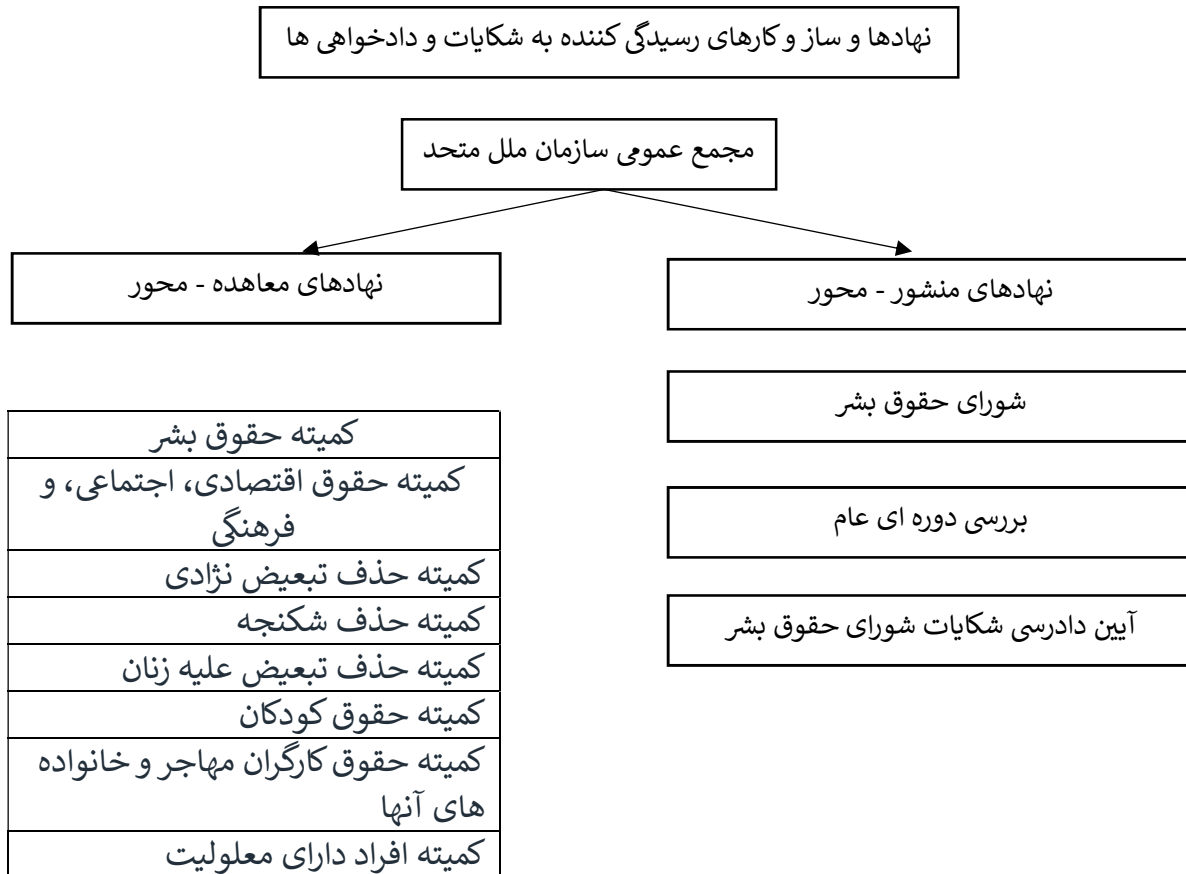 نهادها و ساز و کارهای رسیدگی کننده به شکایات و دادخواهی ها
مجمع عمومی سازمان ملل متحد
نهادهای منشور - محور
نهادهای معاهده - محور
شورای حقوق بشر
بررسی دوره ای عام
آیین دادرسی شکایات شورای حقوق بشر
کمیته حقوق بشر
کمیته حقوق اقتصادی، اجتماعی، و
فرهنگی
کمیته حذف تبعیض نژادی
کمیته حذف شکنجه
کمیته حذف تبعیض علیه زنان
کمیته حقوق کودکان
کمیته حقوق کارگران مهاجر و خانواده
های آنها
کمیته افراد دارای معلولیت